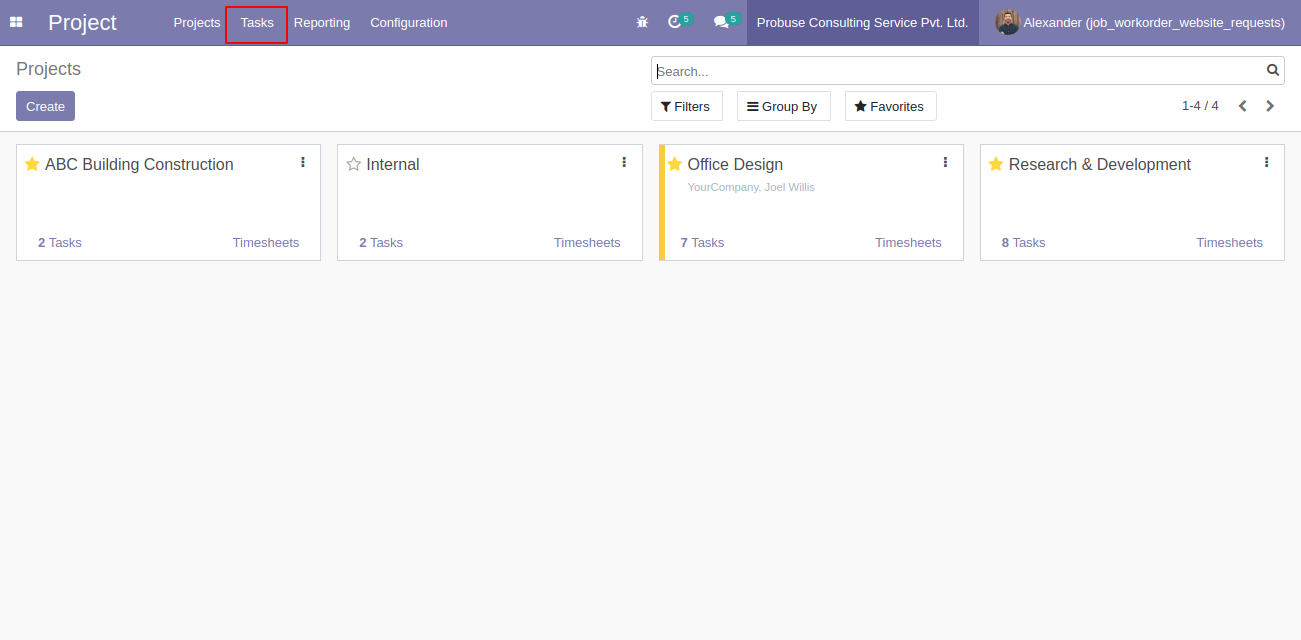 Project Projects Tasks Reporting Configuration 5 5 Probuse Consulting Service Pvt. Ltd. Alexander (job_workorder_website_requests)
Projects
Search...
Create Filters Group By Favorites 1-4 / 4
ABC Building Construction
2 Tasks Timesheets
Internal
2 Tasks Timesheets
Office Design
YourCompany, Joel Willis
7 Tasks Timesheets
Research & Development
8 Tasks Timesheets